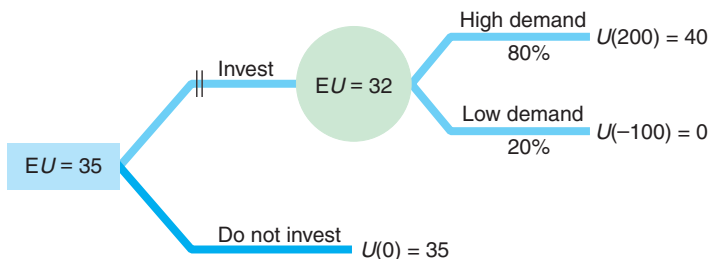 High demand
80%
U(200) = 40
Invest
EU = 32
Low demand
20%
U(–100) = 0
EU = 35
Do not invest
U(0) = 35